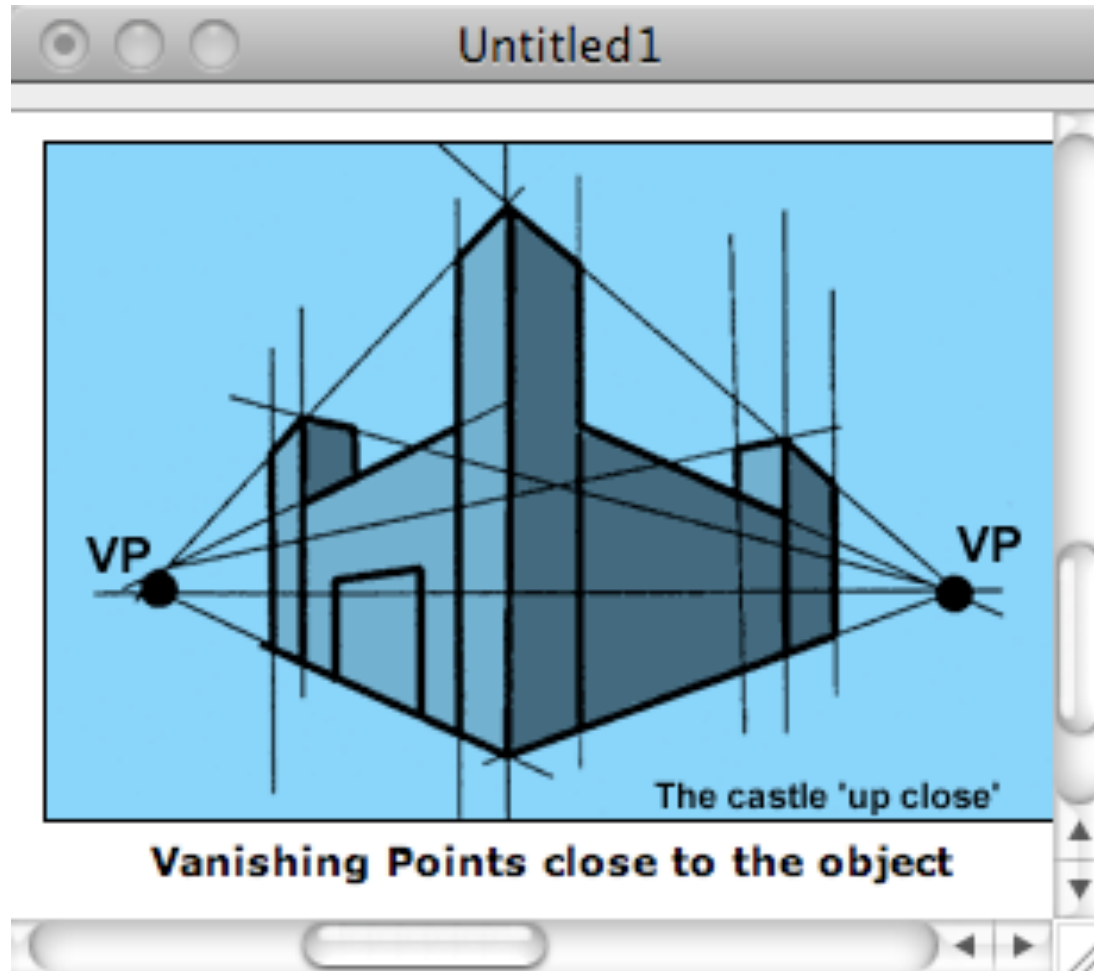 Untitled1
VP
VP
The castle 'up close'
Vanishing Points close to the object